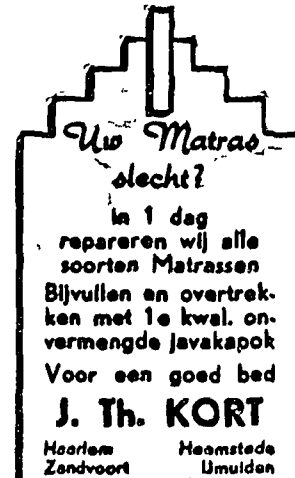 Uw Matras
slecht?
in 1 dag
repareren wij alle
soorten Matrassen
Bijvullen en overtrek-
ken met 1e kwal. on-
vermengde Javakapok
Voor een goed bed
J. Th. KORT
Haarlem Heemstede
Zandvoort IJmuiden